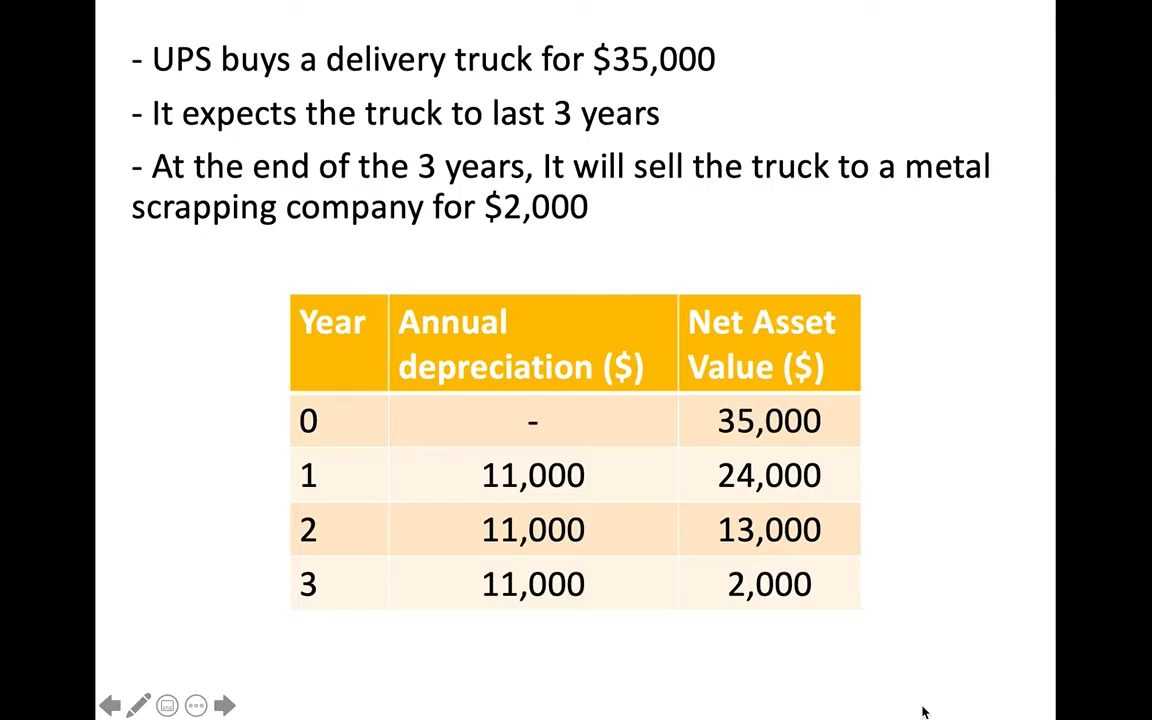 - UPS buys a delivery truck for $35,000
- It expects the truck to last 3 years
- At the end of the 3 years, It will sell the truck to a metal
scrapping company for $2,000
Year Annual depreciation ($) Net Asset Value ($)
0 - 35,000
1 11,000 24,000
2 11,000 13,000
3 11,000 2,000